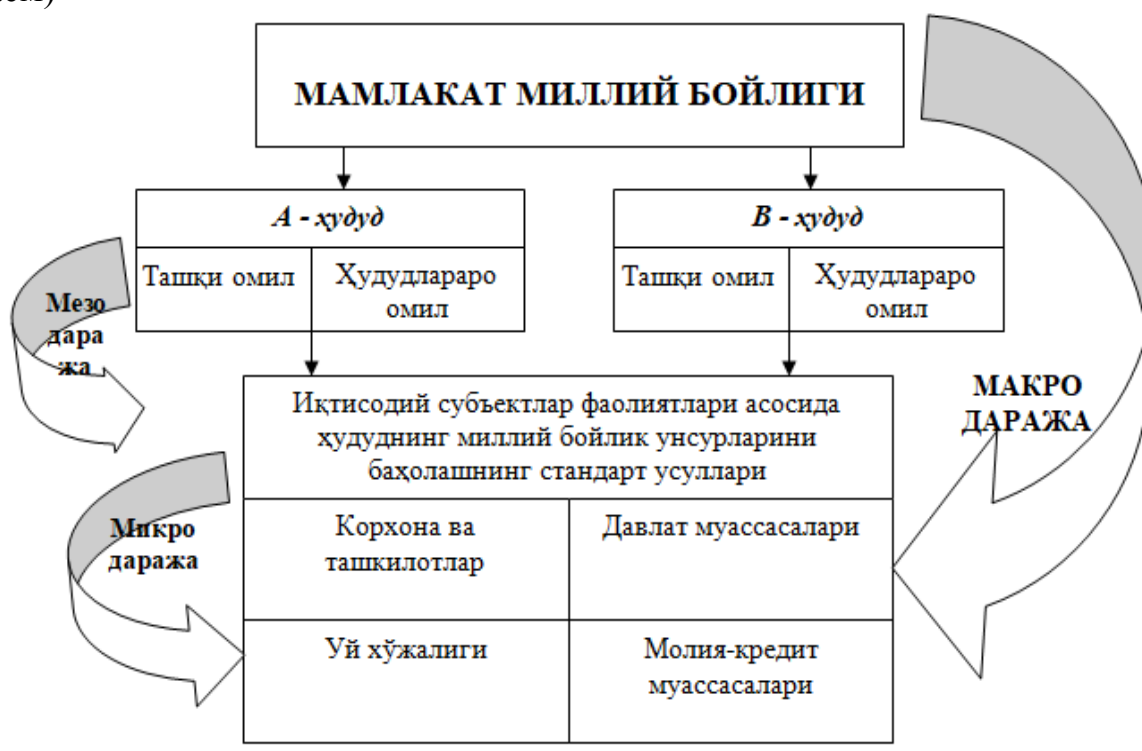 МАМЛАКАТ МИЛЛИЙ БОЙЛИГИ
А - ҳудуд
В - ҳудуд
Ташқи омил
Ҳудудлараро
омил
Ташқи омил
Ҳудудлараро
омил
Мезо
дара
жа
МАКРО
ДАРАЖА
Иқтисодий субъектлар фаолиятлари асосида
ҳудуднинг миллий бойлик унсурларини
баҳолашнинг стандарт усуллари
Микро
даража
Корхона ва
ташкилотлар
Давлат муассасалари
Уй хўжалиги
Молия-кредит
муассасалари